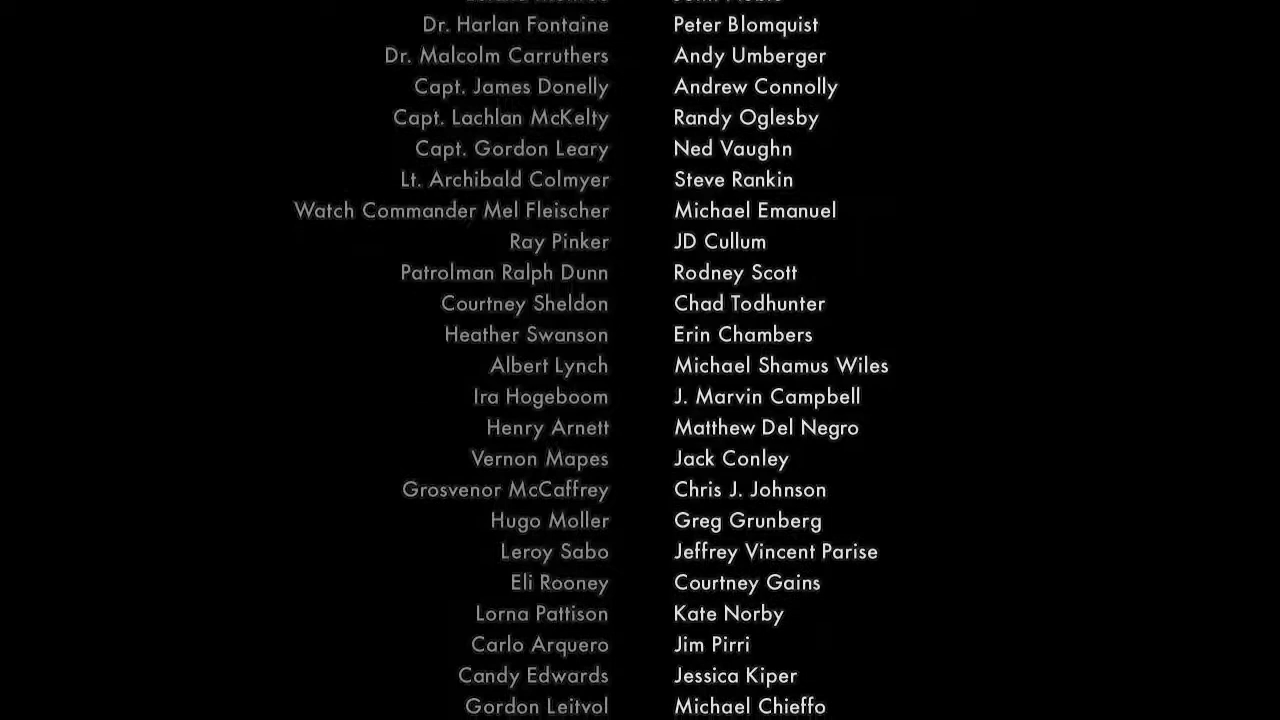 Dr. Harlan Fontaine Peter Blomquist
Dr. Malcolm Carruthers Andy Umberger
Capt. James Donelly Andrew Connolly
Capt. Lachlan McKelty Randy Oglesby
Capt. Gordon Leary Ned Vaughn
Lt. Archibald Colmyer Steve Rankin
Watch Commander Mel Fleischer Michael Emanuel
Ray Pinker JD Cullum
Patrolman Ralph Dunn Rodney Scott
Courtney Sheldon Chad Todhunter
Heather Swanson Erin Chambers
Albert Lynch Michael Shamus Wiles
Ira Hogeboom J. Marvin Campbell
Henry Arnett Matthew Del Negro
Vernon Mapes Jack Conley
Grosvenor McCaffrey Chris J. Johnson
Hugo Moller Greg Grunberg
Leroy Sabo Jeffrey Vincent Parise
Eli Rooney Courtney Gains
Lorna Pattison Kate Norby
Carlo Arquero Jim Pirri
Candy Edwards Jessica Kiper
Gordon Leitvol Michael Chieffo